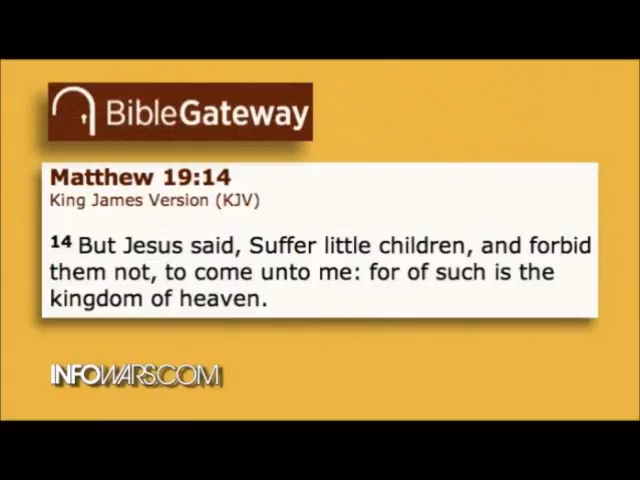 BibleGateway
Matthew 19:14
King James Version (KJV)
14 But Jesus said, Suffer little children, and forbid
them not, to come unto me: for of such is the
kingdom of heaven.
INFOWARS.COM